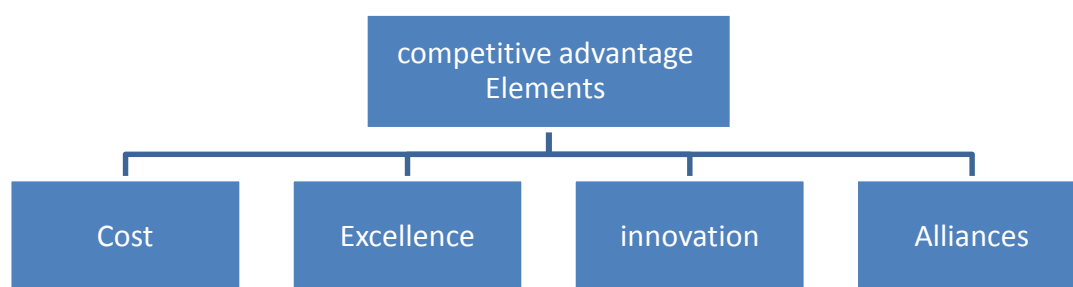 competitive advantage
Elements
Cost
Excellence
innovation
Alliances